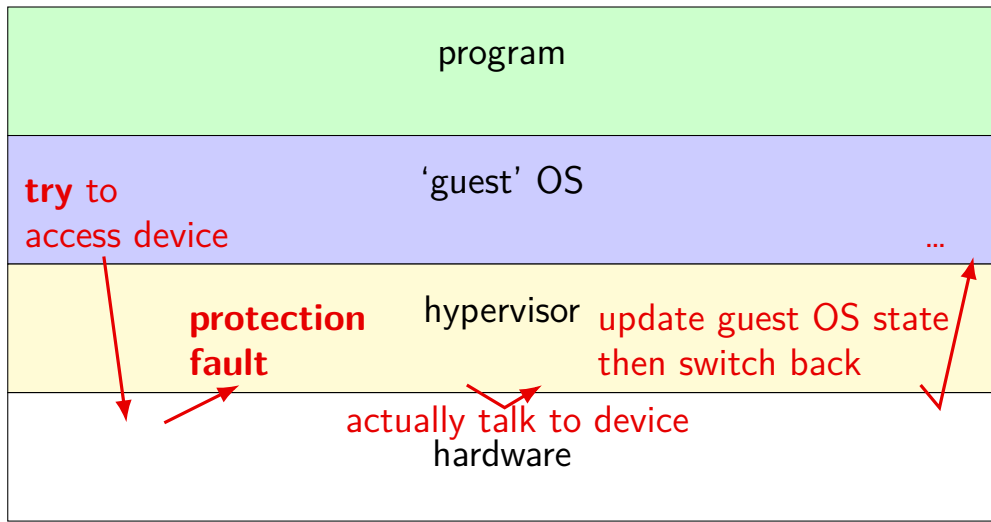 program
‘guest’ OS
try to
access device
...
hypervisor
protection
fault
update guest OS state
then switch back
actually talk to device
hardware